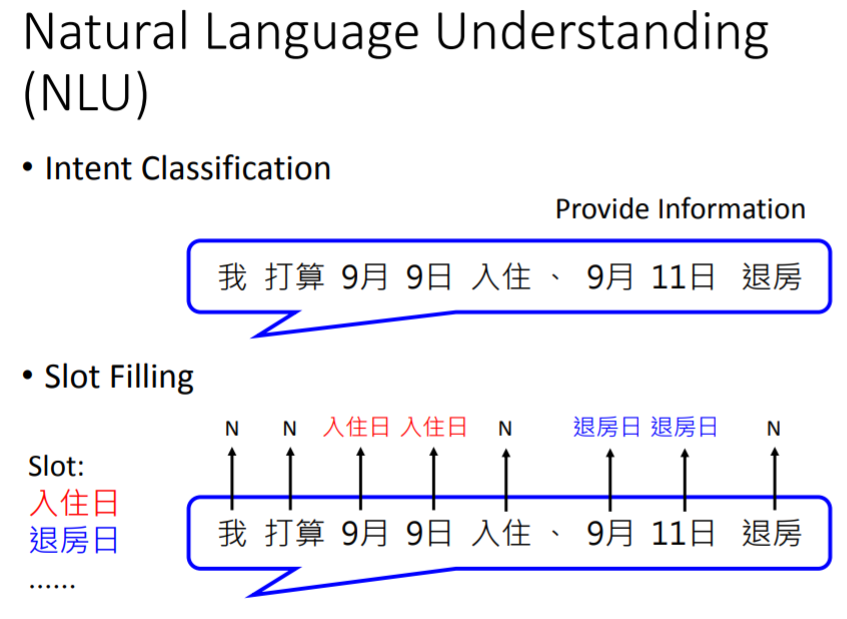 Natural Language Understanding
(NLU)
• Intent Classification
Provide Information
我 打算 9月 9日 入住 、 9月 11日 退房
• Slot Filling
N N 入住日 入住日 N 退房日 退房日 N
Slot:
入住日
退房日
我 打算 9月 9日 入住 、 9月 11日 退房
......